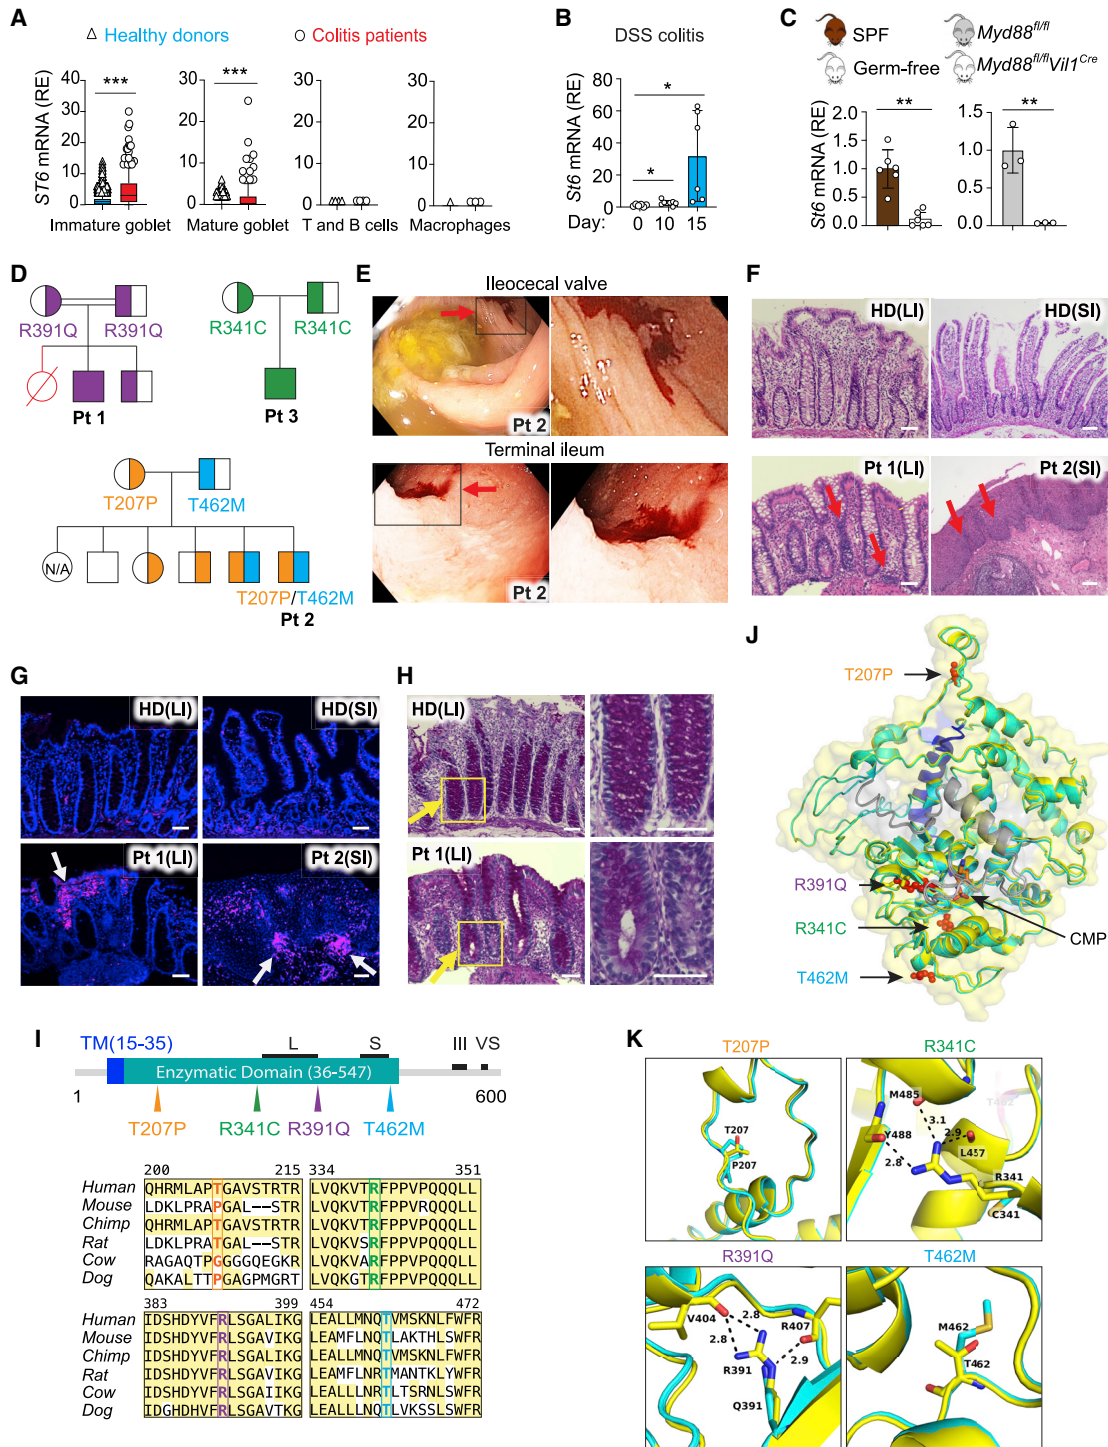 A
△ Healthy donors
○ Colitis patients
ST6 mRNA (RE)
40
30
20
10
0
***
Immature goblet
30
20
10
0
***
Mature goblet
30
20
10
0
T and B cells
30
20
10
0
Macrophages
B
DSS colitis
St6 mRNA (RE)
80
60
40
20
0
*
*
Day: 0 10 15
C
SPF
Germ-free
Myd88fl/fl
Myd88fl/flVil1Cre
St6 mRNA (RE)
2.0
1.5
1.0
0.5
0.0
**
1.5
1.0
0.5
0.0
**
D
R391Q R391Q
Pt 1
R341C R341C
Pt 3
T207P T462M
N/A
T207P/T462M
Pt 2
E
Ileocecal valve
Pt 2
Terminal ileum
Pt 2
F
HD(LI) HD(SI)
Pt 1(LI) Pt 2(SI)
G
HD(LI) HD(SI)
Pt 1(LI) Pt 2(SI)
H
HD(LI)
Pt 1(LI)
J
T207P
R391Q
R341C
CMP
T462M
I
TM(15-35) L S III VS
Enzymatic Domain (36-547)
1 600
T207P R341C R391Q T462M
200 215 334 351
Human QHRMLAPTGAVSTRTR LVQKVTRFPPVPQQQLL
Mouse LDKLPRAPGAL--STR LVQKVTRFPPVRQQQLL
Chimp QHRMLAPTGAVSTRTR LVQKVTRFPPVPQQQLL
Rat LDKLPRATGAL--STR LVQKVSRFPPVPQQQLL
Cow RAGAQTPGGGGQEGKR LVQKVARFPPVPQQQLL
Dog QAKALTTPGAGPMGRT LVQKGTRFPPVPQQQLL
383 399 454 472
Human IDSHDYVFRLSGALIKG LEALLMNQTVMSKNLFWFR
Mouse IDSHDYVFRLSGALIKG LEAMFLNQTLAKTHLSWFR
Chimp IDSHDYVFRLSGALIKG LEALLMNQTVMSKNLFWFR
Rat IDSHDYVFRLSGALIKG LEAMFLNRTMANTKLYWFR
Cow IDSHDYVFRLSGAIIKG LEALLLNRTLTSRNLSWFR
Dog IDGHDHVFRLSGAVTKG LEALLLNQTLVKSSLSWFR
K
T207P
T207
P207
R341C
M485
T462
3.1
Y488
2.9
L457
2.8
R341
C341
R391Q
V404
2.8
2.8
R407
R391
2.9
Q391
T462M
M462
T462